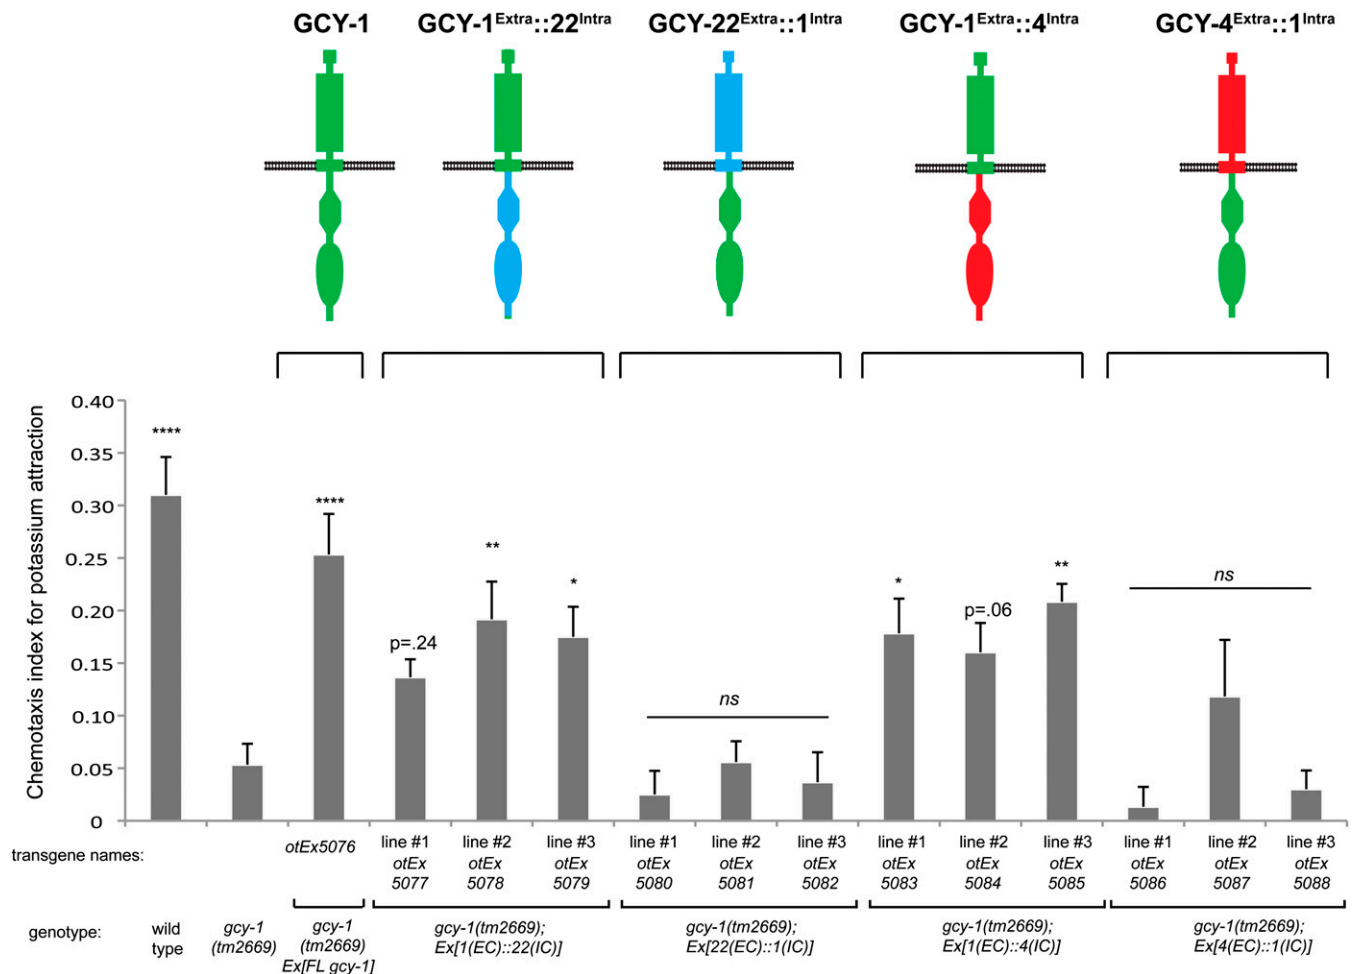 GCY-1 GCY-1Extra::22Intra GCY-22Extra::1Intra GCY-1Extra::4Intra GCY-4Extra::1Intra
Chemotaxis index for potassium attraction
0.40
0.35
0.30
0.25
0.20
0.15
0.10
0.05
0
****
****
p=.24
**
*
ns
*
p=.06
**
ns
transgene names:
otEx5076
line #1
otEx
5077
line #2
otEx
5078
line #3
otEx
5079
line #1
otEx
5080
line #2
otEx
5081
line #3
otEx
5082
line #1
otEx
5083
line #2
otEx
5084
line #3
otEx
5085
line #1
otEx
5086
line #2
otEx
5087
line #3
otEx
5088
genotype:
wild
type
gcy-1
(tm2669)
gcy-1
(tm2669)
Ex[FL gcy-1]
gcy-1(tm2669);
Ex[1(EC)::22(IC)]
gcy-1(tm2669);
Ex[22(EC)::1(IC)]
gcy-1(tm2669);
Ex[1(EC)::4(IC)]
gcy-1(tm2669);
Ex[4(EC)::1(IC)]